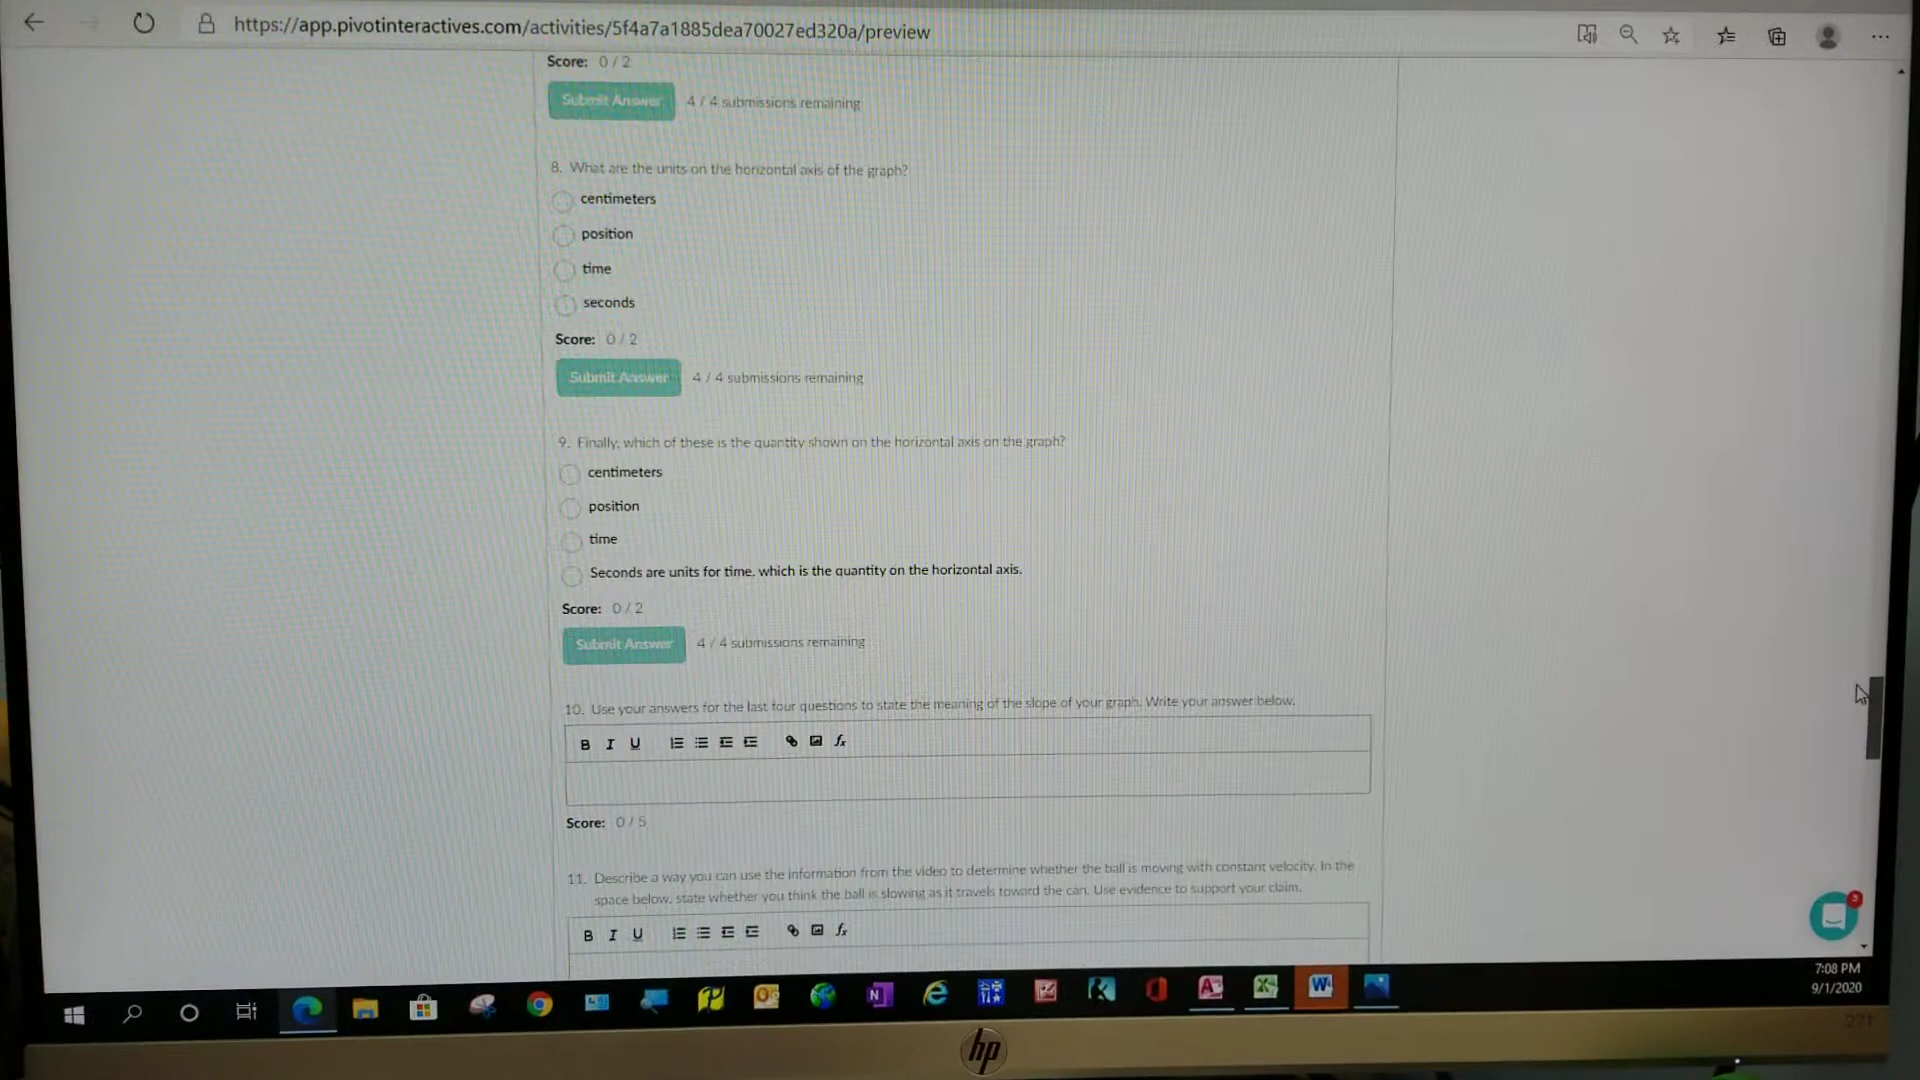 https://app.pivotinteractives.com/activities/5f4a7a1885dea70027ed320a/preview
Score: 0 / 2
Submit Answer 4 / 4 submissions remaining
8. What are the units on the horizontal axis of the graph?
centimeters
position
time
seconds
Score: 0 / 2
Submit Answer 4 / 4 submissions remaining
9. Finally, which of these is the quantity shown on the horizontal axis on the graph?
centimeters
position
time
Seconds are units for time, which is the quantity on the horizontal axis.
Score: 0 / 2
Submit Answer 4 / 4 submissions remaining
10. Use your answers for the last four questions to state the meaning of the slope of your graph. Write your answer below.
B I U fx
Score: 0 / 5
11. Describe a way you can use the information from the video to determine whether the ball is moving with constant velocity. In the
space below, state whether you think the ball is slowing as it travels toward the can. Use evidence to support your claim.
B I U fx
3
7:08 PM
9/1/2020
hp